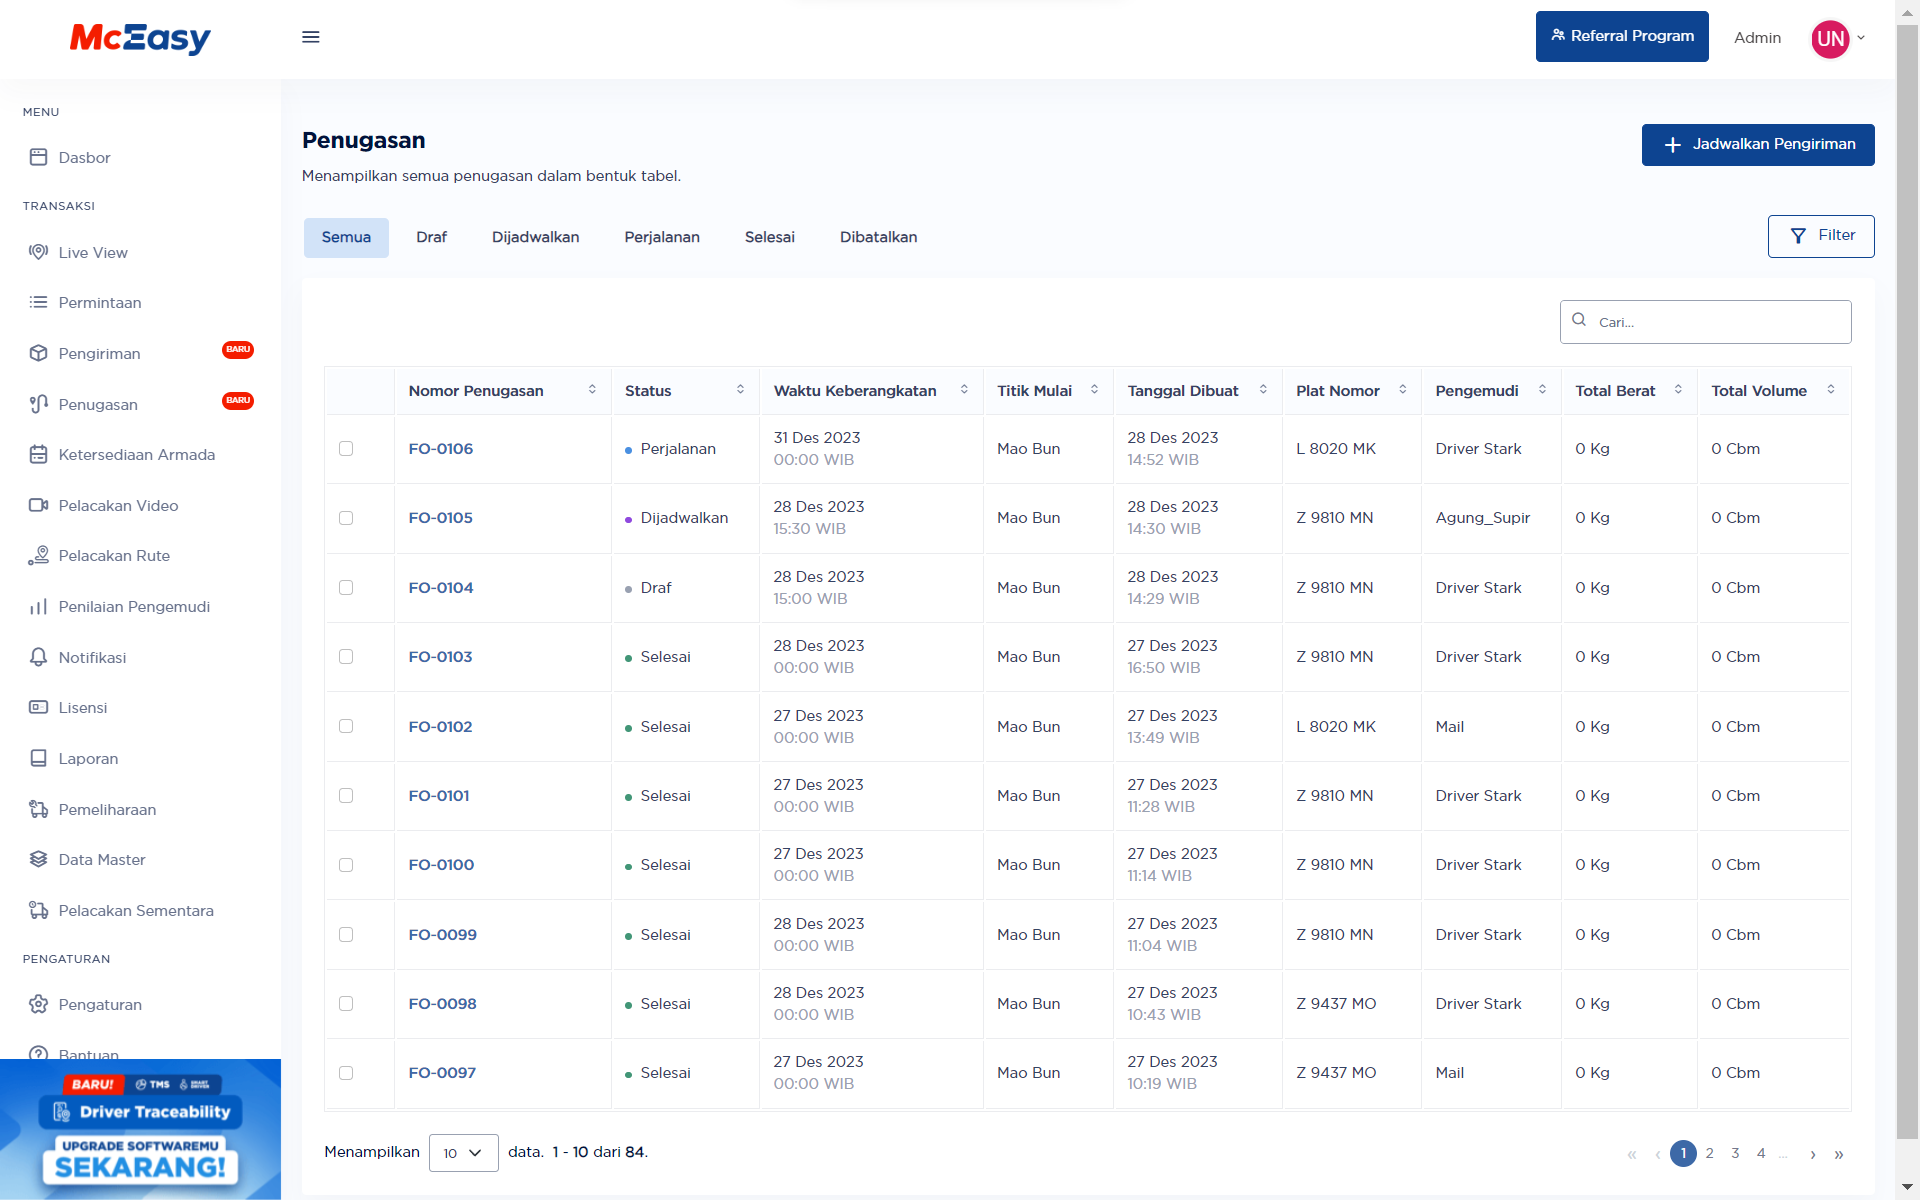 McEasy
Referral Program
Admin
UN
MENU
Dasbor
TRANSAKSI
Live View
Permintaan
Pengiriman
BARU
Penugasan
BARU
Ketersediaan Armada
Pelacakan Video
Pelacakan Rute
Penilaian Pengemudi
Notifikasi
Lisensi
Laporan
Pemeliharaan
Data Master
Pelacakan Sementara
PENGATURAN
Pengaturan
Bantuan
BARU! TMS SMART DRIVER
Driver Traceability
UPGRADE SOFTWAREMU
SEKARANG!
Penugasan
Menampilkan semua penugasan dalam bentuk tabel.
+ Jadwalkan Pengiriman
Semua Draf Dijadwalkan Perjalanan Selesai Dibatalkan
Filter
Cari...
Nomor Penugasan Status Waktu Keberangkatan Titik Mulai Tanggal Dibuat Plat Nomor Pengemudi Total Berat Total Volume
FO-0106 Perjalanan 31 Des 2023 00:00 WIB Mao Bun 28 Des 2023 14:52 WIB L 8020 MK Driver Stark 0 Kg 0 Cbm
FO-0105 Dijadwalkan 28 Des 2023 15:30 WIB Mao Bun 28 Des 2023 14:30 WIB Z 9810 MN Agung_Supir 0 Kg 0 Cbm
FO-0104 Draf 28 Des 2023 15:00 WIB Mao Bun 28 Des 2023 14:29 WIB Z 9810 MN Driver Stark 0 Kg 0 Cbm
FO-0103 Selesai 28 Des 2023 00:00 WIB Mao Bun 27 Des 2023 16:50 WIB Z 9810 MN Driver Stark 0 Kg 0 Cbm
FO-0102 Selesai 27 Des 2023 00:00 WIB Mao Bun 27 Des 2023 13:49 WIB L 8020 MK Mail 0 Kg 0 Cbm
FO-0101 Selesai 27 Des 2023 00:00 WIB Mao Bun 27 Des 2023 11:28 WIB Z 9810 MN Driver Stark 0 Kg 0 Cbm
FO-0100 Selesai 27 Des 2023 00:00 WIB Mao Bun 27 Des 2023 11:14 WIB Z 9810 MN Driver Stark 0 Kg 0 Cbm
FO-0099 Selesai 28 Des 2023 00:00 WIB Mao Bun 27 Des 2023 11:04 WIB Z 9810 MN Driver Stark 0 Kg 0 Cbm
FO-0098 Selesai 28 Des 2023 00:00 WIB Mao Bun 27 Des 2023 10:43 WIB Z 9437 MO Driver Stark 0 Kg 0 Cbm
FO-0097 Selesai 27 Des 2023 00:00 WIB Mao Bun 27 Des 2023 10:19 WIB Z 9437 MO Mail 0 Kg 0 Cbm
Menampilkan 10 data. 1 - 10 dari 84.
« ‹ 1 2 3 4 ... › »